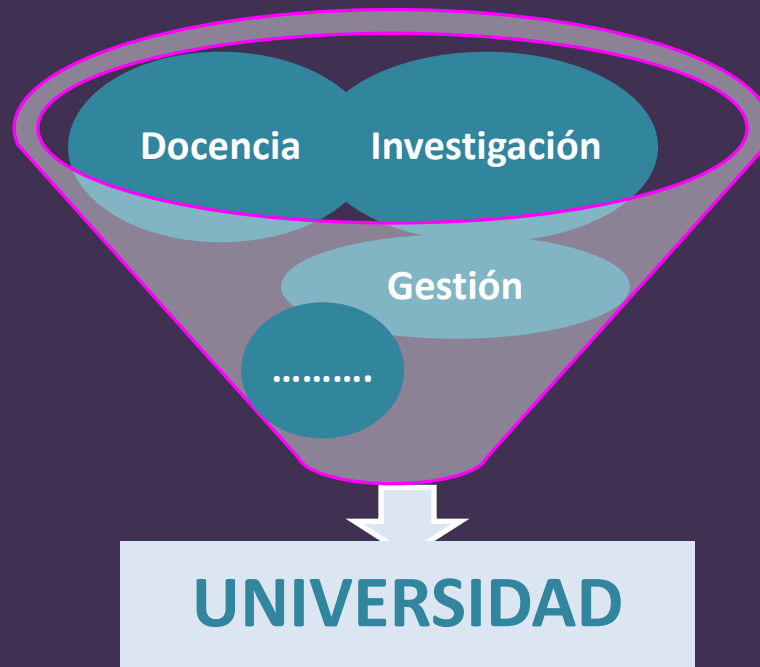 Docencia
Investigación
Gestión
..........
UNIVERSIDAD